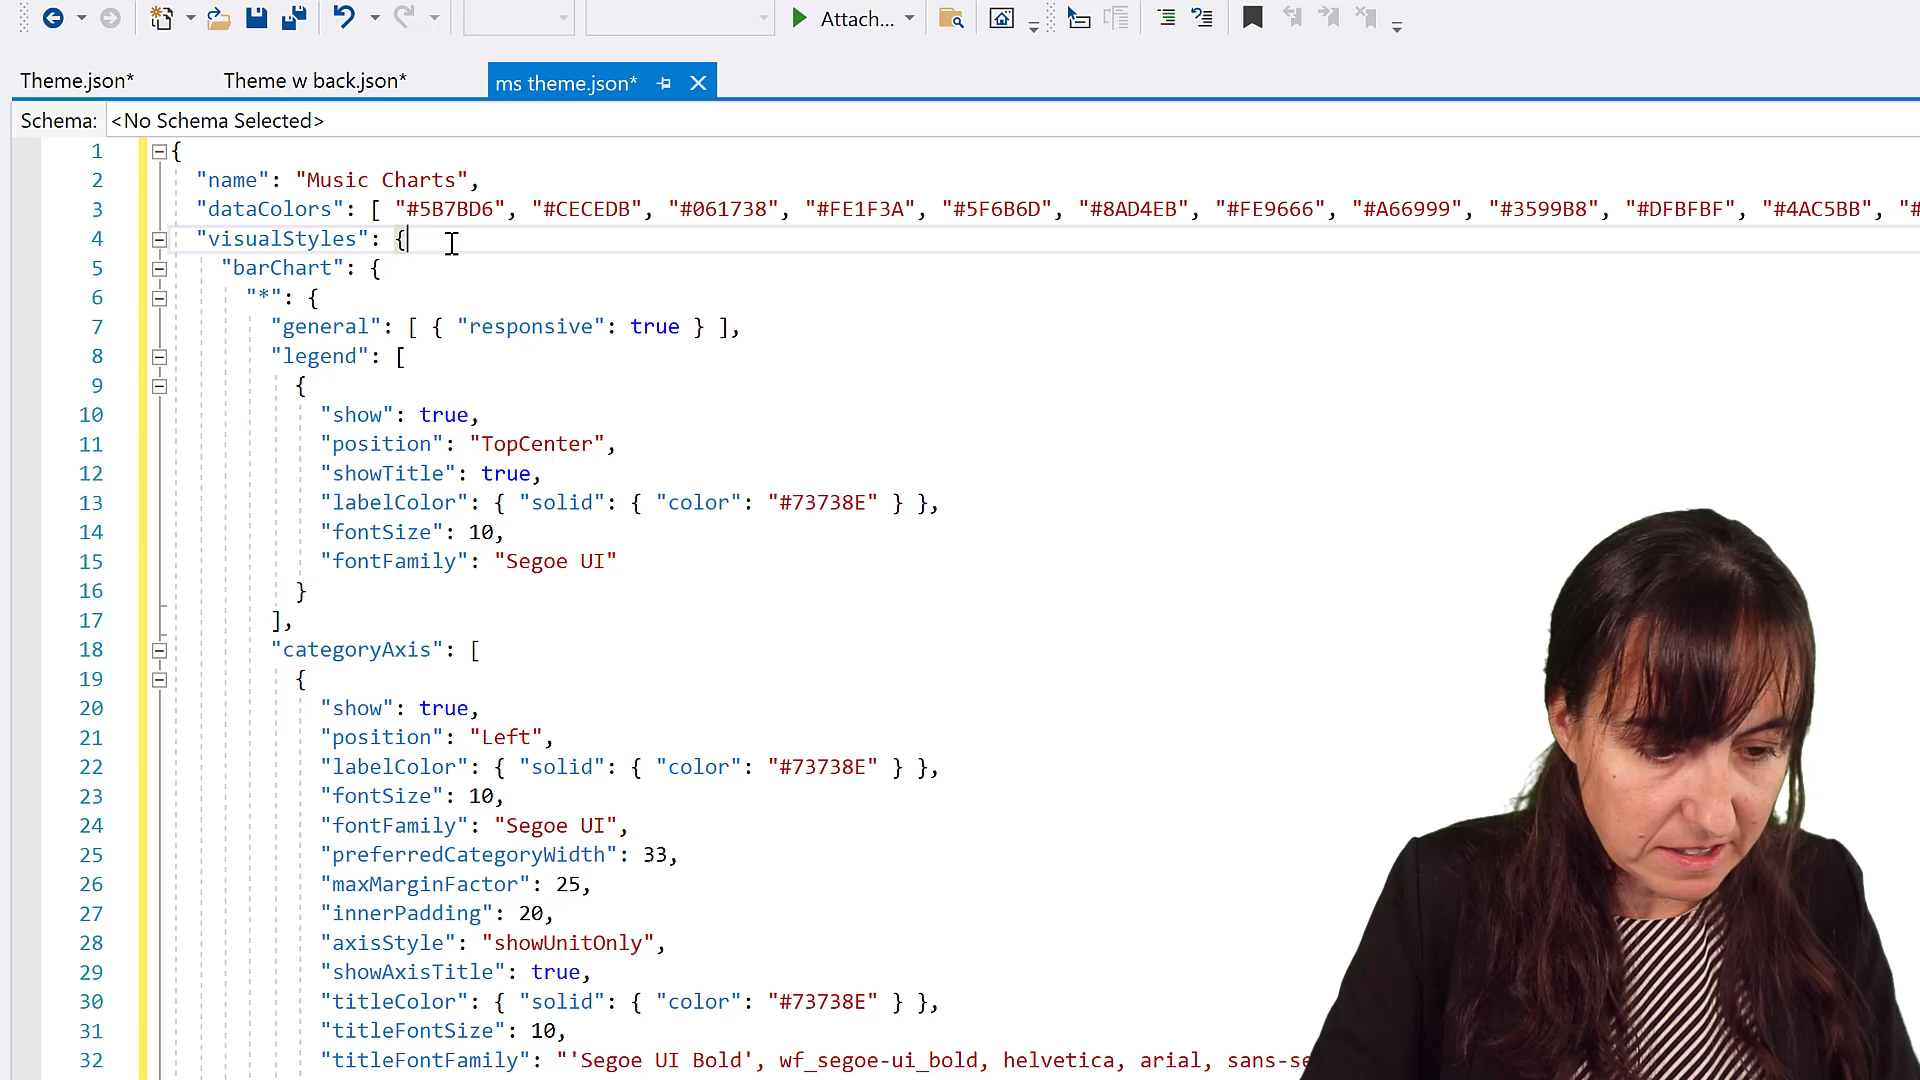 Attach...
Theme.json* Theme w back.json* ms theme.json*
Schema: <No Schema Selected>
1 {
2 "name": "Music Charts",
3 "dataColors": [ "#5B7BD6", "#CECEDB", "#061738", "#FE1F3A", "#5F6B6D", "#8AD4EB", "#FE9666", "#A66999", "#3599B8", "#DFBFBF", "#4AC5BB", "#
4 "visualStyles": {
5 "barChart": {
6 "*": {
7 "general": [ { "responsive": true } ],
8 "legend": [
9 {
10 "show": true,
11 "position": "TopCenter",
12 "showTitle": true,
13 "labelColor": { "solid": { "color": "#73738E" } },
14 "fontSize": 10,
15 "fontFamily": "Segoe UI"
16 }
17 ],
18 "categoryAxis": [
19 {
20 "show": true,
21 "position": "Left",
22 "labelColor": { "solid": { "color": "#73738E" } },
23 "fontSize": 10,
24 "fontFamily": "Segoe UI",
25 "preferredCategoryWidth": 33,
26 "maxMarginFactor": 25,
27 "innerPadding": 20,
28 "axisStyle": "showUnitOnly",
29 "showAxisTitle": true,
30 "titleColor": { "solid": { "color": "#73738E" } },
31 "titleFontSize": 10,
32 "titleFontFamily": "'Segoe UI Bold', wf_segoe-ui_bold, helvetica, arial, sans-se